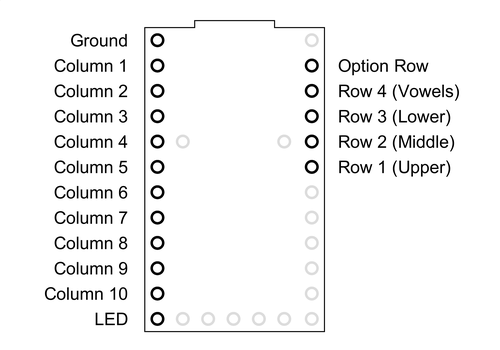 Ground
Column 1
Option Row
Column 2
Row 4 (Vowels)
Column 3
Row 3 (Lower)
Column 4
Row 2 (Middle)
Column 5
Row 1 (Upper)
Column 6
Column 7
Column 8
Column 9
Column 10
LED